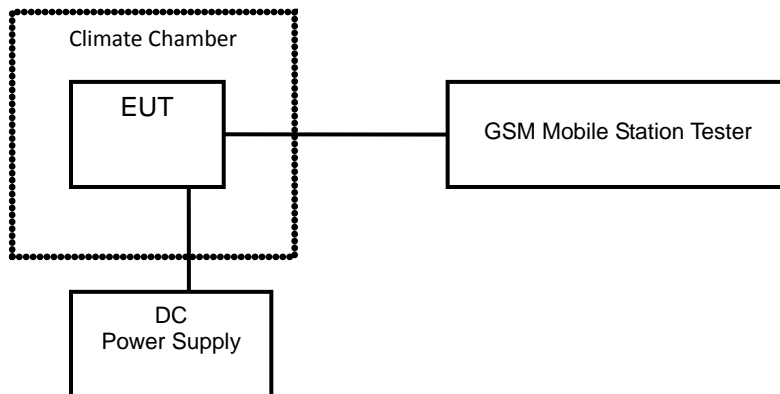 Climate Chamber
EUT
GSM Mobile Station Tester
DC
Power Supply